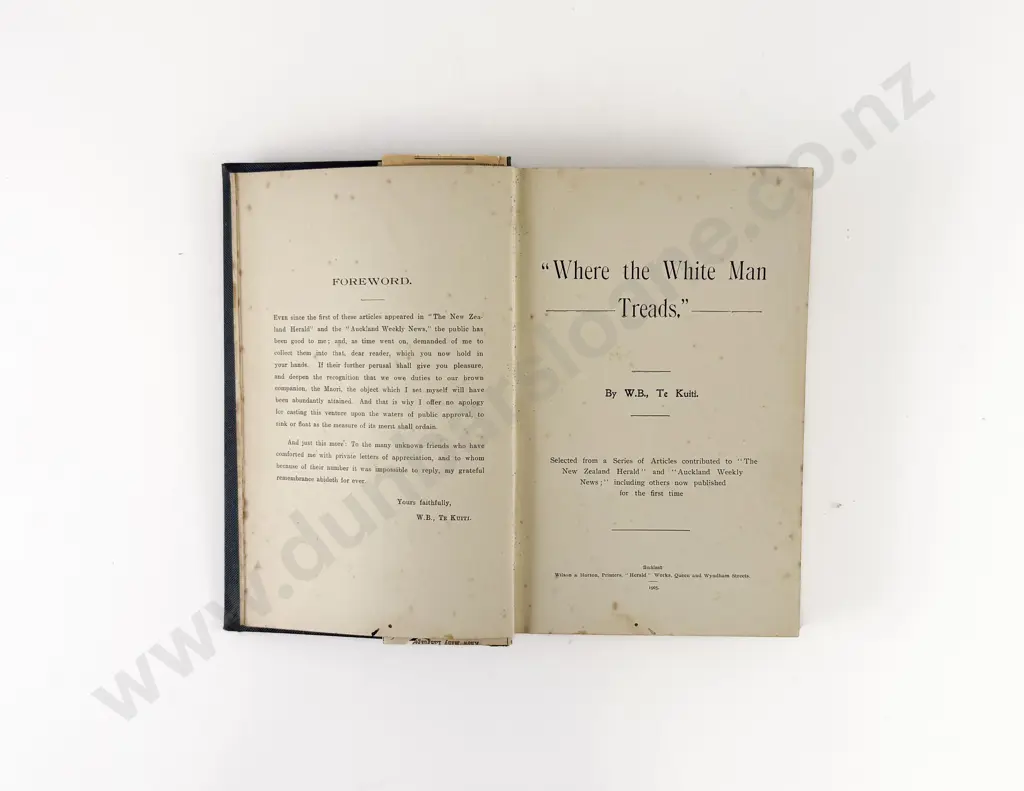 FOREWORD.
EVER since the first of these articles appeared in "The New Zea-
land Herald" and the "Auckland Weekly News," the public has
been good to me; and, as time went on, demanded of me to
collect them into that, dear reader, which you now hold in
your hands. If their further perusal shall give you pleasure,
and deepen the recognition that we owe duties to our brown
companion, the Maori, the object which I set myself will have
been abundantly attained. And that is why I offer no apology
for casting this venture upon the waters of public approval, to
sink or float as the measure of its merit shall ordain.
And just this more: To the many unknown friends who have
comforted me with private letters of appreciation, and to whom
because of their number it was impossible to reply, my grateful
remembrance abideth for ever.
Yours faithfully,
W.B., TE KUITI.
"Where the White Man
Treads."
By W.B., Te Kuiti.
Selected from a Series of Articles contributed to "The
New Zealand Herald" and "Auckland Weekly
News;" including others now published
for the first time
Auckland:
Wilson & Horton, Printers, "Herald" Works, Queen and Wyndham Streets.
1905.
www.dunbarsloane.co.nz